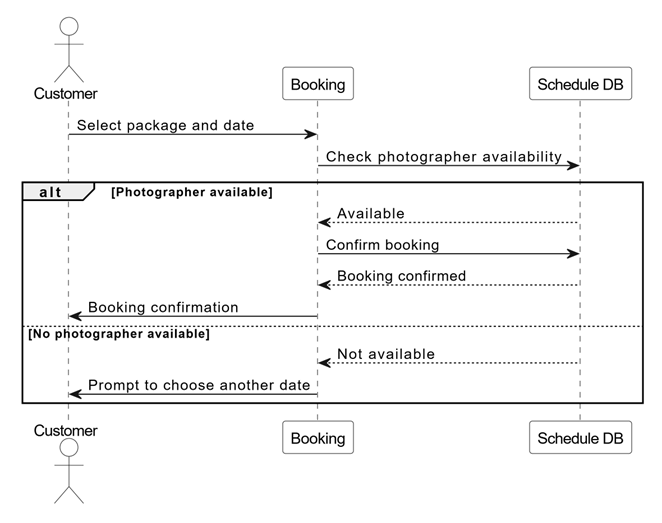 Customer
Booking
Schedule DB
Select package and date
Check photographer availability
alt
[Photographer available]
Available
Confirm booking
Booking confirmed
Booking confirmation
[No photographer available]
Not available
Prompt to choose another date
Customer
Booking
Schedule DB